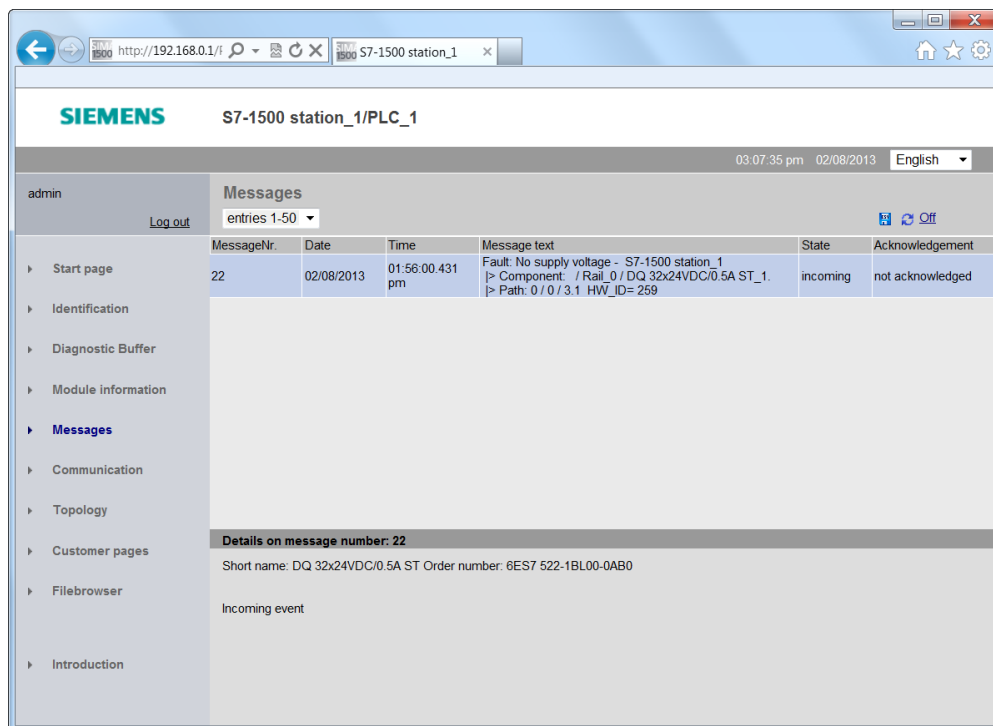 http://192.168.0.1/ S7-1500 station_1
SIEMENS S7-1500 station_1/PLC_1
03:07:35 pm 02/08/2013 English
admin
Log out
Messages
entries 1-50
Off
MessageNr. Date Time Message text State Acknowledgement
22 02/08/2013 01:56:00.431 pm Fault: No supply voltage - S7-1500 station_1
|> Component: / Rail_0 / DQ 32x24VDC/0.5A ST_1.
|> Path: 0 / 0 / 3.1 HW_ID= 259
incoming not acknowledged
Start page
Identification
Diagnostic Buffer
Module information
Messages
Communication
Topology
Customer pages
Filebrowser
Introduction
Details on message number: 22
Short name: DQ 32x24VDC/0.5A ST Order number: 6ES7 522-1BL00-0AB0
Incoming event